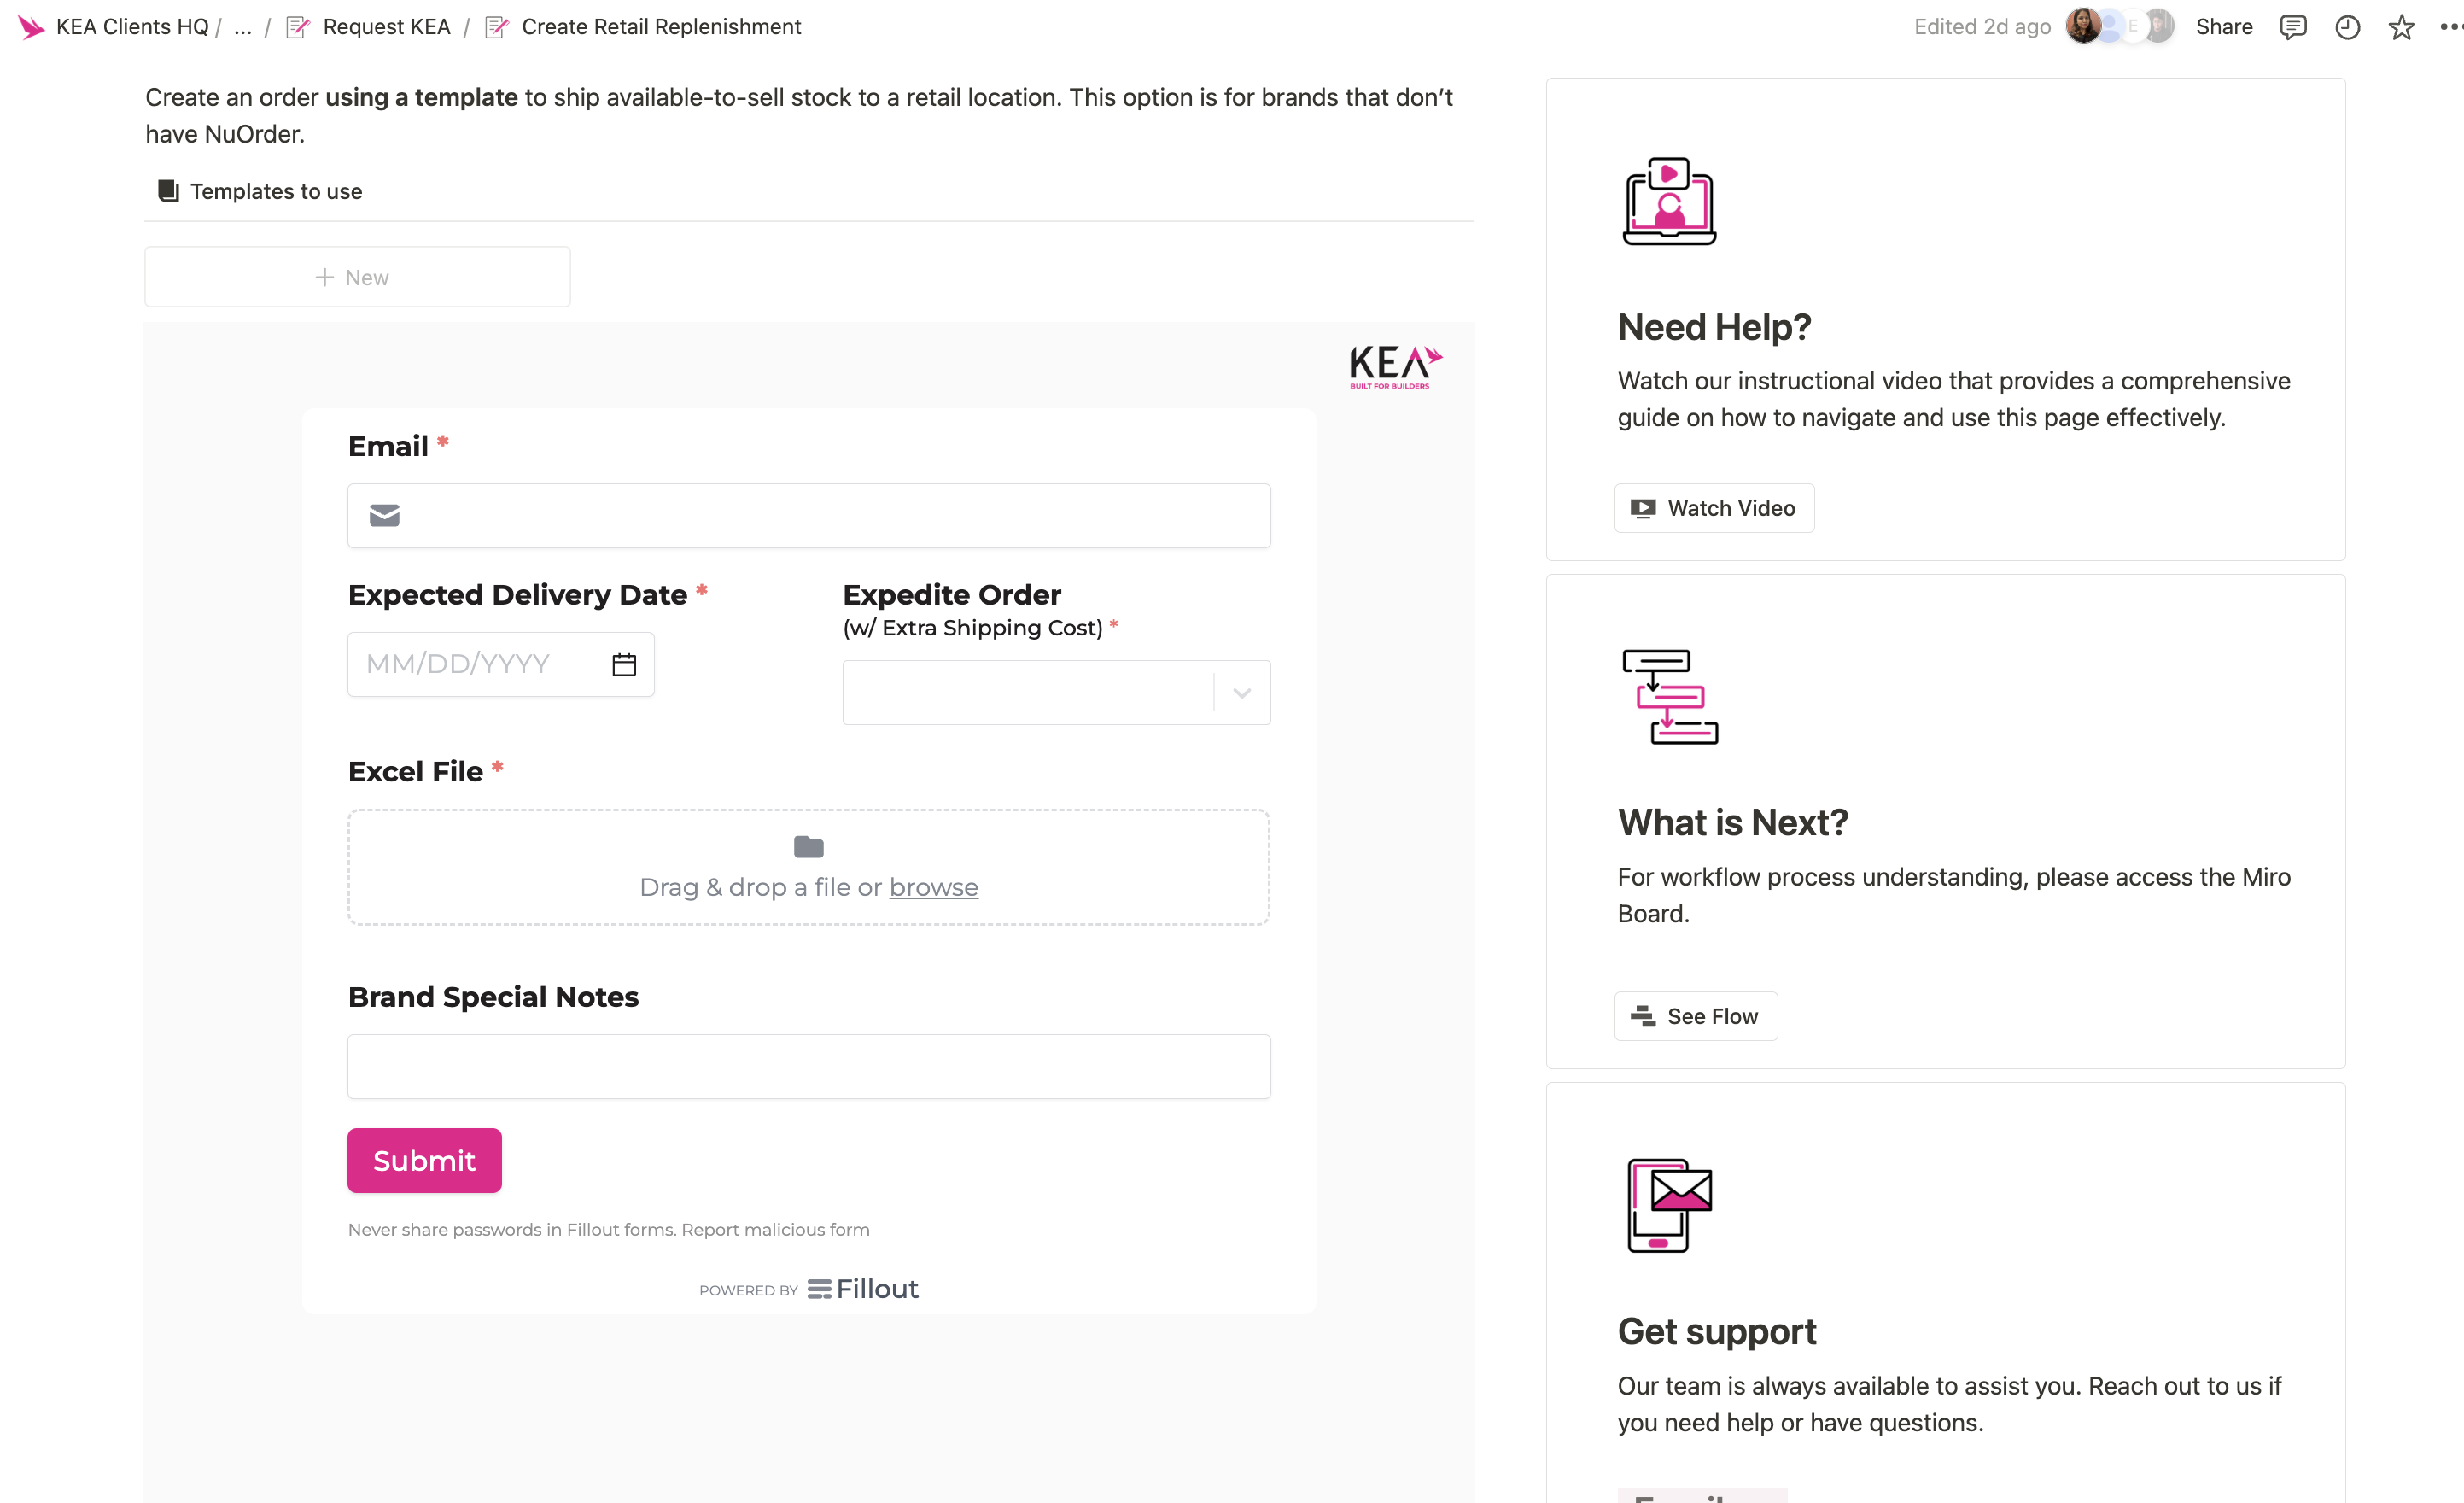 KEA Clients HQ / ... / Request KEA / Create Retail Replenishment
Edited 2d ago E Share
Create an order using a template to ship available-to-sell stock to a retail location. This option is for brands that don’t
have NuOrder.
Templates to use
+ New
KEA
BUILT FOR BUILDERS
Email *
Expected Delivery Date *
MM/DD/YYYY
Expedite Order
(w/ Extra Shipping Cost) *
Excel File *
Drag & drop a file or browse
Brand Special Notes
Submit
Never share passwords in Fillout forms. Report malicious form
POWERED BY Fillout
Need Help?
Watch our instructional video that provides a comprehensive
guide on how to navigate and use this page effectively.
Watch Video
What is Next?
For workflow process understanding, please access the Miro
Board.
See Flow
Get support
Our team is always available to assist you. Reach out to us if
you need help or have questions.